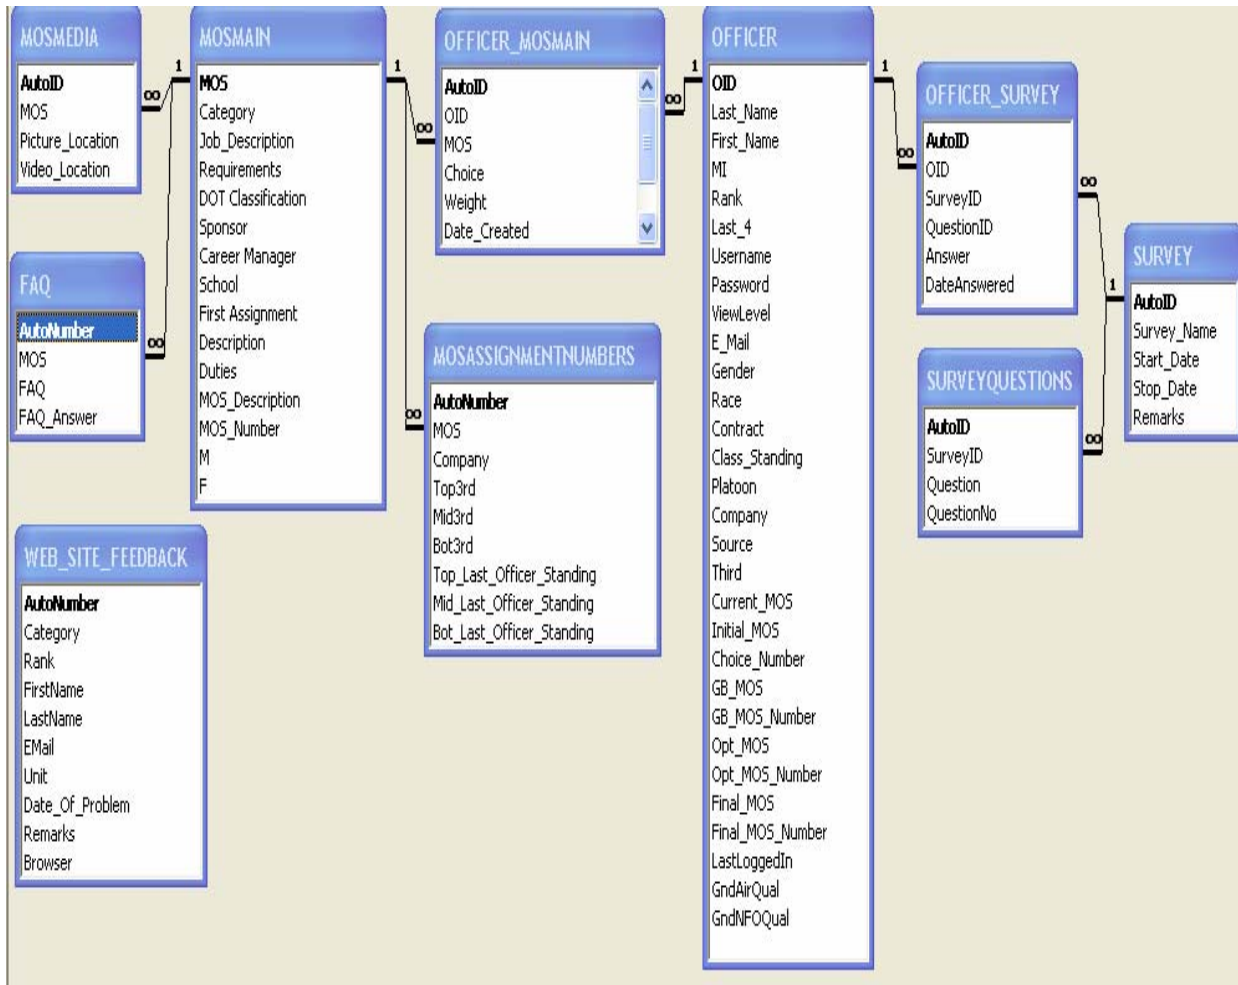 MOSMEDIA
AutoID
MOS
Picture_Location
Video_Location
FAQ
AutoNumber
MOS
FAQ
FAQ_Answer
WEB_SITE_FEEDBACK
AutoNumber
Category
Rank
FirstName
LastName
EMail
Unit
Date_Of_Problem
Remarks
Browser
MOSMAIN
MOS
Category
Job_Description
Requirements
DOT Classification
Sponsor
Career Manager
School
First Assignment
Description
Duties
MOS_Description
MOS_Number
M
F
OFFICER_MOSMAIN
AutoID
OID
MOS
Choice
Weight
Date_Created
MOSASSIGNMENTNUMBERS
AutoNumber
MOS
Company
Top3rd
Mid3rd
Bot3rd
Top_Last_Officer_Standing
Mid_Last_Officer_Standing
Bot_Last_Officer_Standing
OFFICER
OID
Last_Name
First_Name
MI
Rank
Last_4
Username
Password
ViewLevel
E_Mail
Gender
Race
Contract
Class_Standing
Platoon
Company
Source
Third
Current_MOS
Initial_MOS
Choice_Number
GB_MOS
GB_MOS_Number
Opt_MOS
Opt_MOS_Number
Final_MOS
Final_MOS_Number
LastLoggedIn
GndAirQual
GndNFOQual
OFFICER_SURVEY
AutoID
OID
SurveyID
QuestionID
Answer
DateAnswered
SURVEYQUESTIONS
AutoID
SurveyID
Question
QuestionNo
SURVEY
AutoID
Survey_Name
Start_Date
Stop_Date
Remarks
1
∞
∞
1
∞
∞
1
∞
1
∞
∞
1
∞